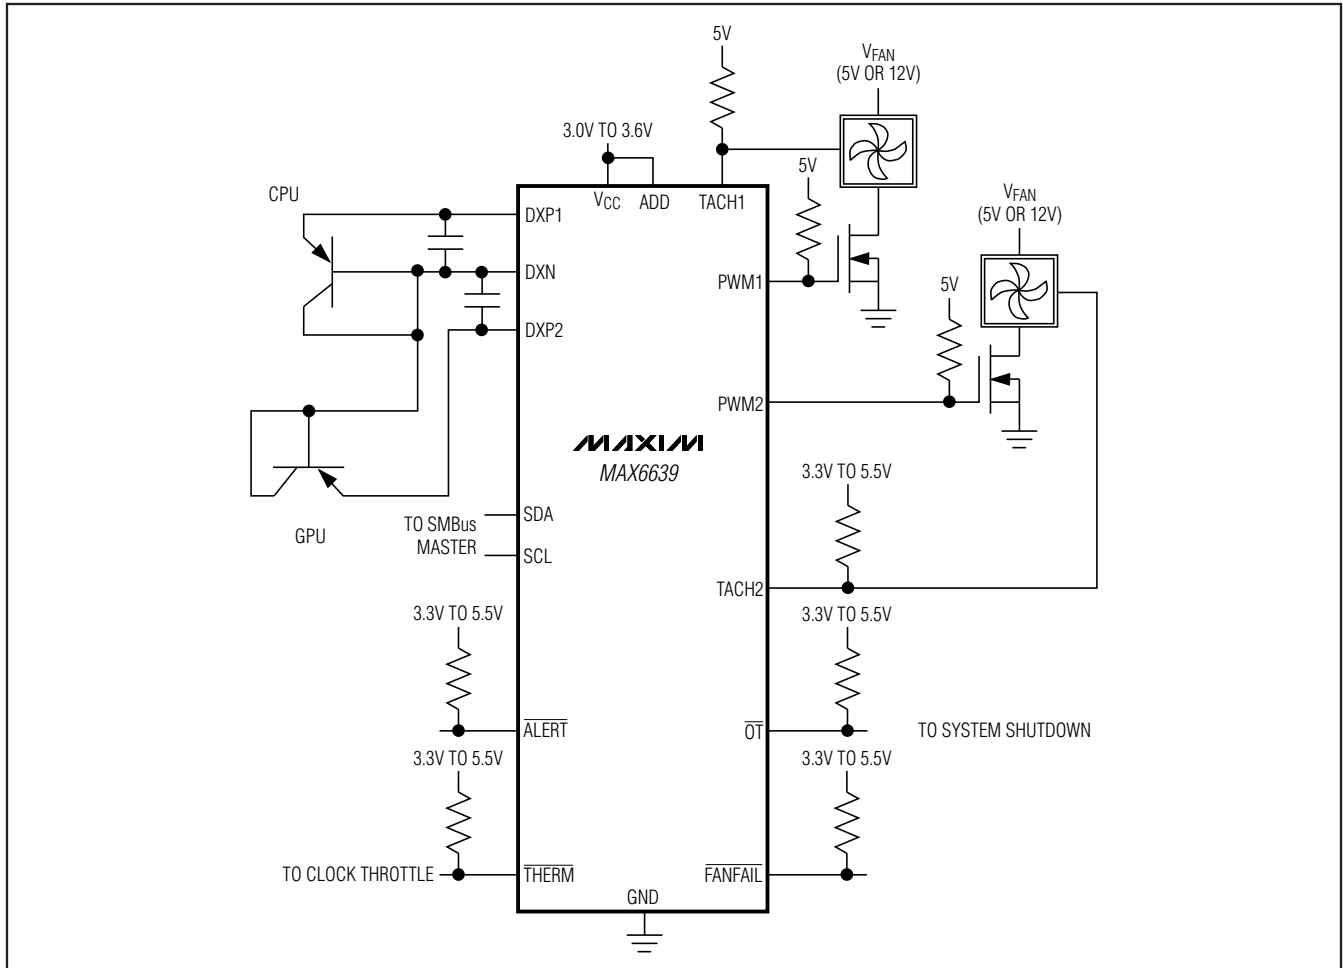 5V
VFAN
(5V OR 12V)
3.0V TO 3.6V
5V
CPU
VCC
ADD
TACH1
VFAN
(5V OR 12V)
DXP1
DXN
PWM1
5V
DXP2
PWM2
MAXIM
MAX6639
3.3V TO 5.5V
GPU
TO SMBus
MASTER
SDA
SCL
TACH2
3.3V TO 5.5V
3.3V TO 5.5V
ALERT
OT
TO SYSTEM SHUTDOWN
3.3V TO 5.5V
3.3V TO 5.5V
TO CLOCK THROTTLE
THERM
FANFAIL
GND